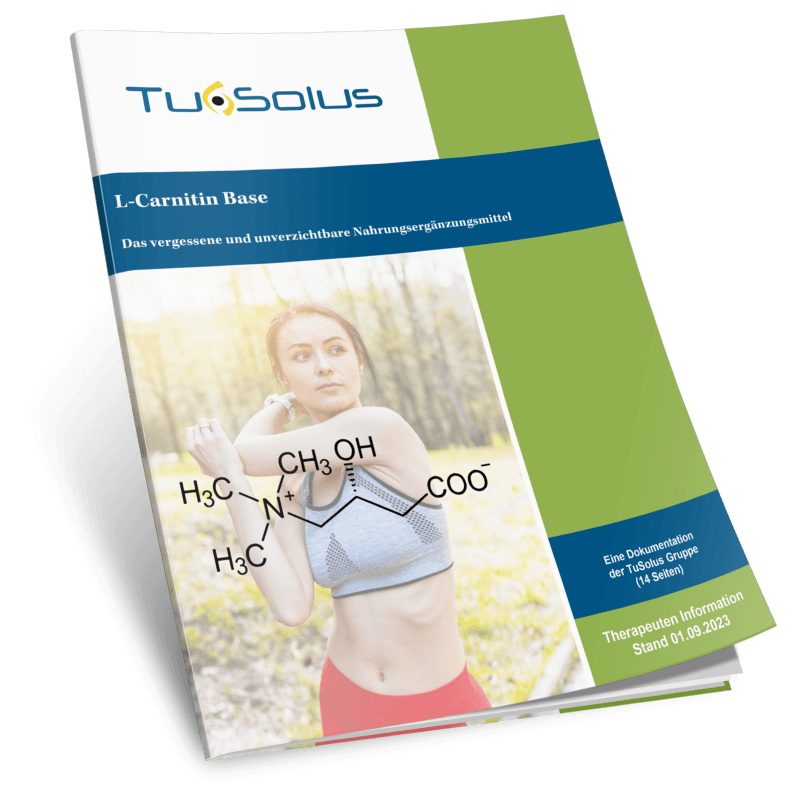 TuSolus
L-Carnitin Base
Das vergessene und unverzichtbare Nahrungsergänzungsmittel
CH3 OH
H3C
N+
COO−
H3C
Eine Dokumentation
der TuSolus Gruppe
(14 Seiten)
Therapeuten Information
Stand 01.09.2023